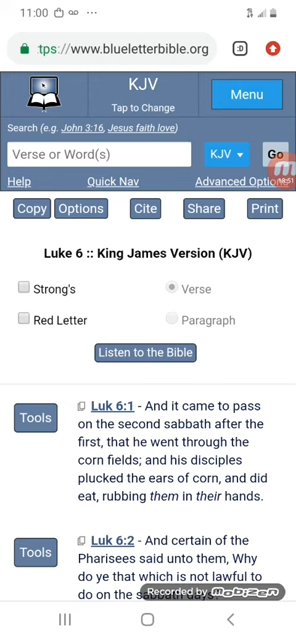 11:00
:D
tps://www.blueletterbible.org
KJV
Tap to Change
Menu
Search (e.g. John 3:16, Jesus faith love)
Verse or Word(s)
KJV
Go
Help Quick Nav Advanced Options
Copy Options Cite Share Print
Luke 6 :: King James Version (KJV)
Strong's Verse
Red Letter Paragraph
Listen to the Bible
Tools
Luk 6:1 - And it came to pass
on the second sabbath after the
first, that he went through the
corn fields; and his disciples
plucked the ears of corn, and did
eat, rubbing them in their hands.
Tools
Luk 6:2 - And certain of the
Pharisees said unto them, Why
do ye that which is not lawful to
do on the sabbath days?
Recorded by Mobizen